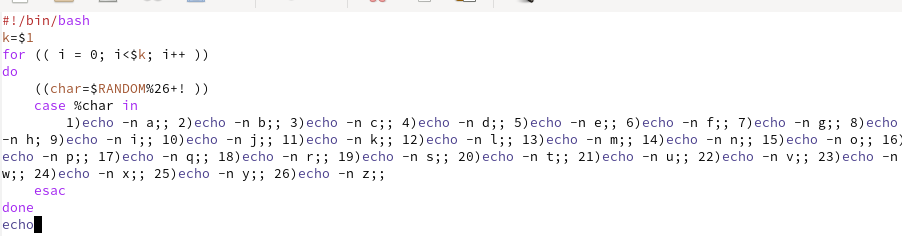 #!/bin/bash
k=$1
for (( i = 0; i<$k; i++ ))
do
    ((char=$RANDOM%26+! ))
    case %char in
        1)echo -n a;; 2)echo -n b;; 3)echo -n c;; 4)echo -n d;; 5)echo -n e;; 6)echo -n f;; 7)echo -n g;; 8)echo
-n h; 9)echo -n i;; 10)echo -n j;; 11)echo -n k;; 12)echo -n l;; 13)echo -n m;; 14)echo -n n;; 15)echo -n o;; 16)
echo -n p;; 17)echo -n q;; 18)echo -n r;; 19)echo -n s;; 20)echo -n t;; 21)echo -n u;; 22)echo -n v;; 23)echo -n
w;; 24)echo -n x;; 25)echo -n y;; 26)echo -n z;;
    esac
done
echo